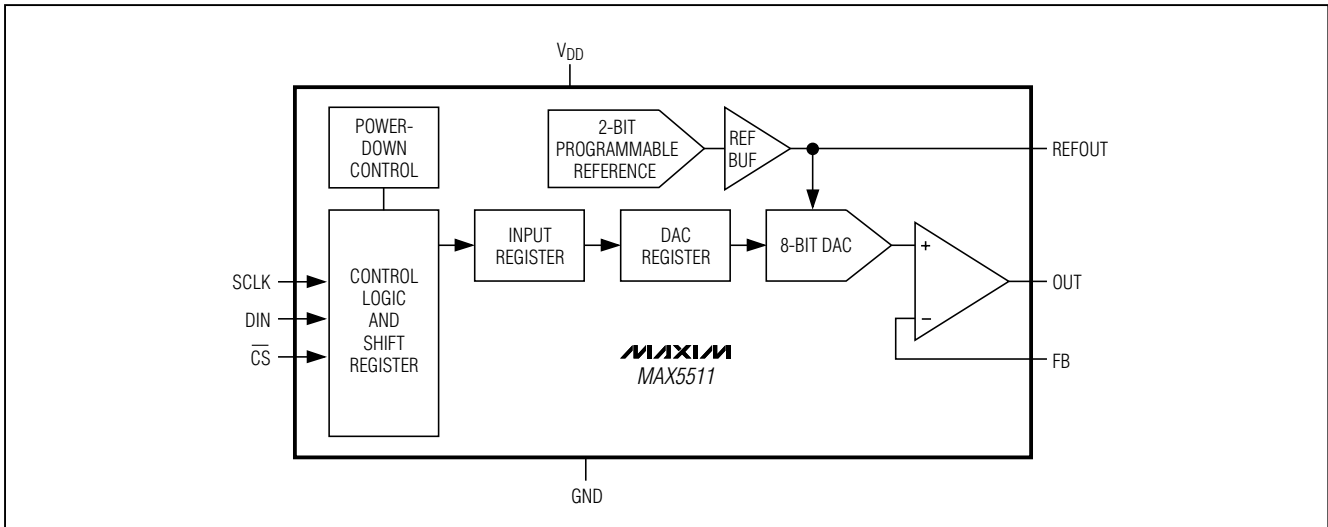 VDD
POWER-
DOWN
CONTROL
2-BIT
PROGRAMMABLE
REFERENCE
REF
BUF
REFOUT
INPUT
REGISTER
DAC
REGISTER
8-BIT DAC
+
−
OUT
FB
SCLK
DIN
C̅S̅
CONTROL
LOGIC
AND
SHIFT
REGISTER
MAXIM
MAX5511
GND